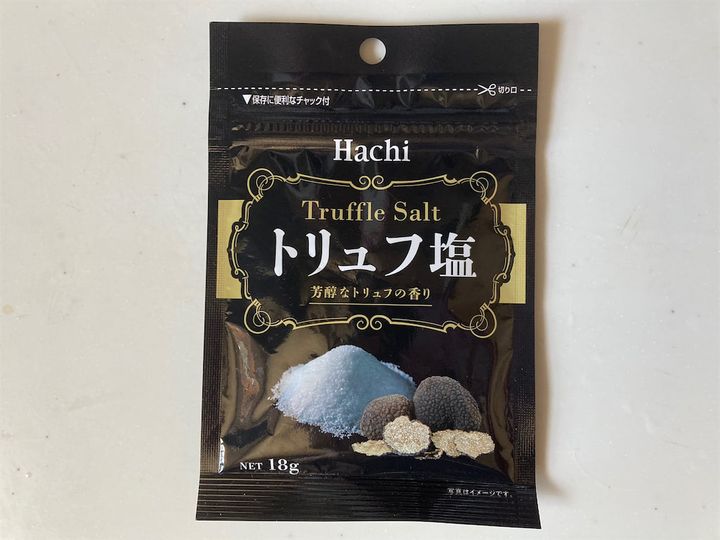 切り口
▼保存に便利なチャック付
Hachi
Truffle Salt
トリュフ塩
芳醇なトリュフの香り
NET 18g
写真はイメージです。